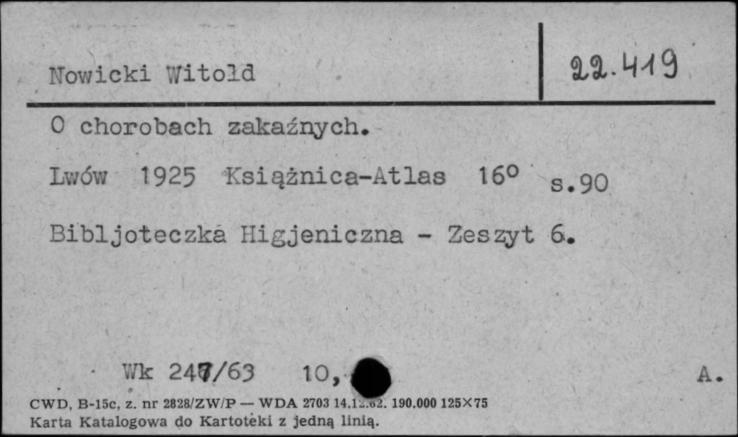 Nowicki Witold
22.419
O chorobach zakaźnych.
Lwów 1925 Książnica-Atlas 16° s.90
Bibljoteczka Higjeniczna - Zeszyt 6.
Wk 247/63 10,
A.
CWD, B-15c, z. nr 2828/ZW/P — WDA 2703 14.12.62. 190.000 125×75
Karta Katalogowa do Kartoteki z jedną linią.